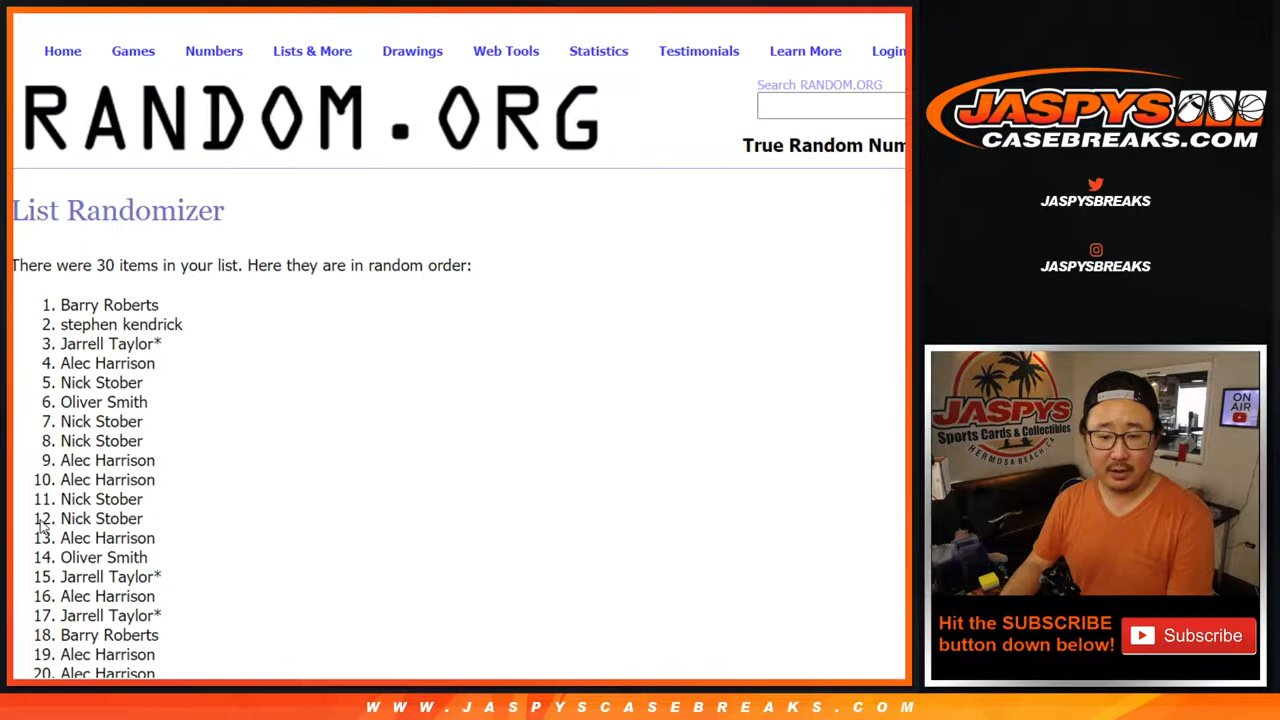 Home Games Numbers Lists & More Drawings Web Tools Statistics Testimonials Learn More Login
RANDOM.ORG
Search RANDOM.ORG
True Random Num
List Randomizer
There were 30 items in your list. Here they are in random order:
1. Barry Roberts
2. stephen kendrick
3. Jarrell Taylor*
4. Alec Harrison
5. Nick Stober
6. Oliver Smith
7. Nick Stober
8. Nick Stober
9. Alec Harrison
10. Alec Harrison
11. Nick Stober
12. Nick Stober
13. Alec Harrison
14. Oliver Smith
15. Jarrell Taylor*
16. Alec Harrison
17. Jarrell Taylor*
18. Barry Roberts
19. Alec Harrison
20. Alec Harrison
JASPYS
CASEBREAKS.COM
JASPYSBREAKS
JASPYSBREAKS
JASPYS
Sports Cards & Collectibles
HERMOSA BEACH, CA
ON
AIR
Hit the SUBSCRIBE
button down below!
Subscribe
WWW.JASPYSCASEBREAKS.COM